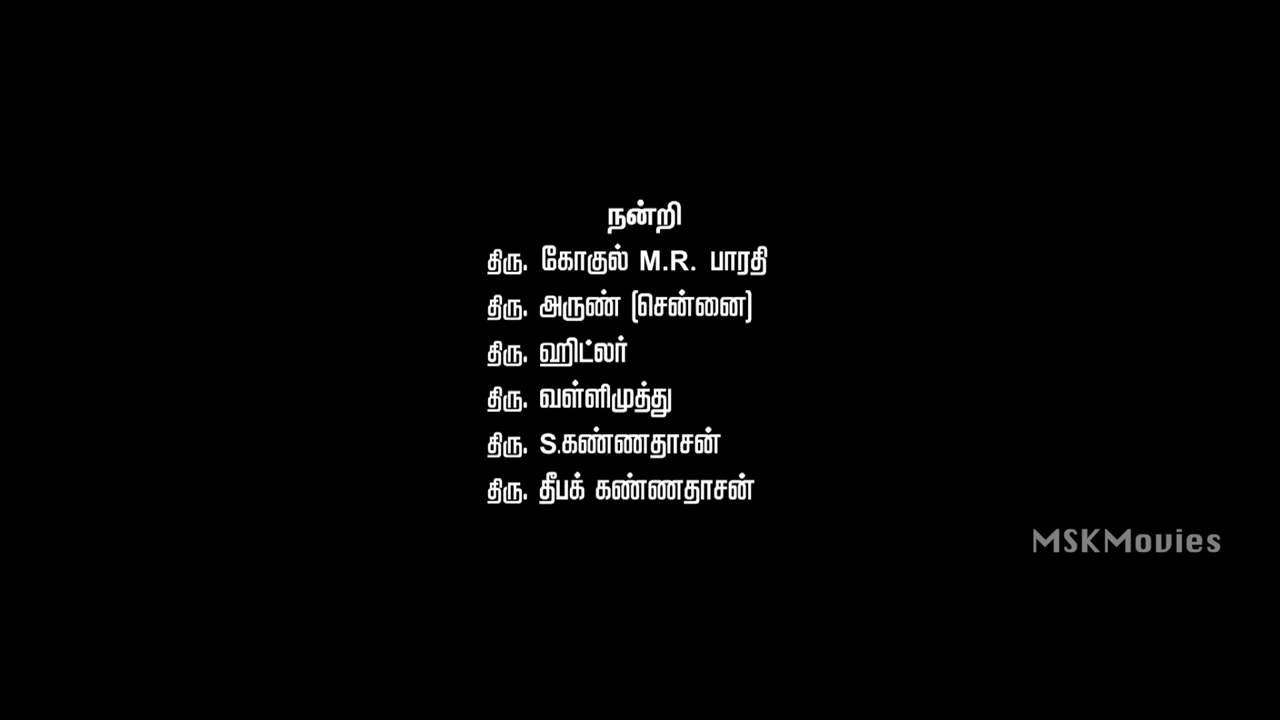 நன்றி
திரு. கோகுல் M.R. பாரதி
திரு. அருண் (சென்னை)
திரு. ஹிட்லர்
திரு. வள்ளிமுத்து
திரு. S.கண்ணதாசன்
திரு. தீபக் கண்ணதாசன்
MSKMovies